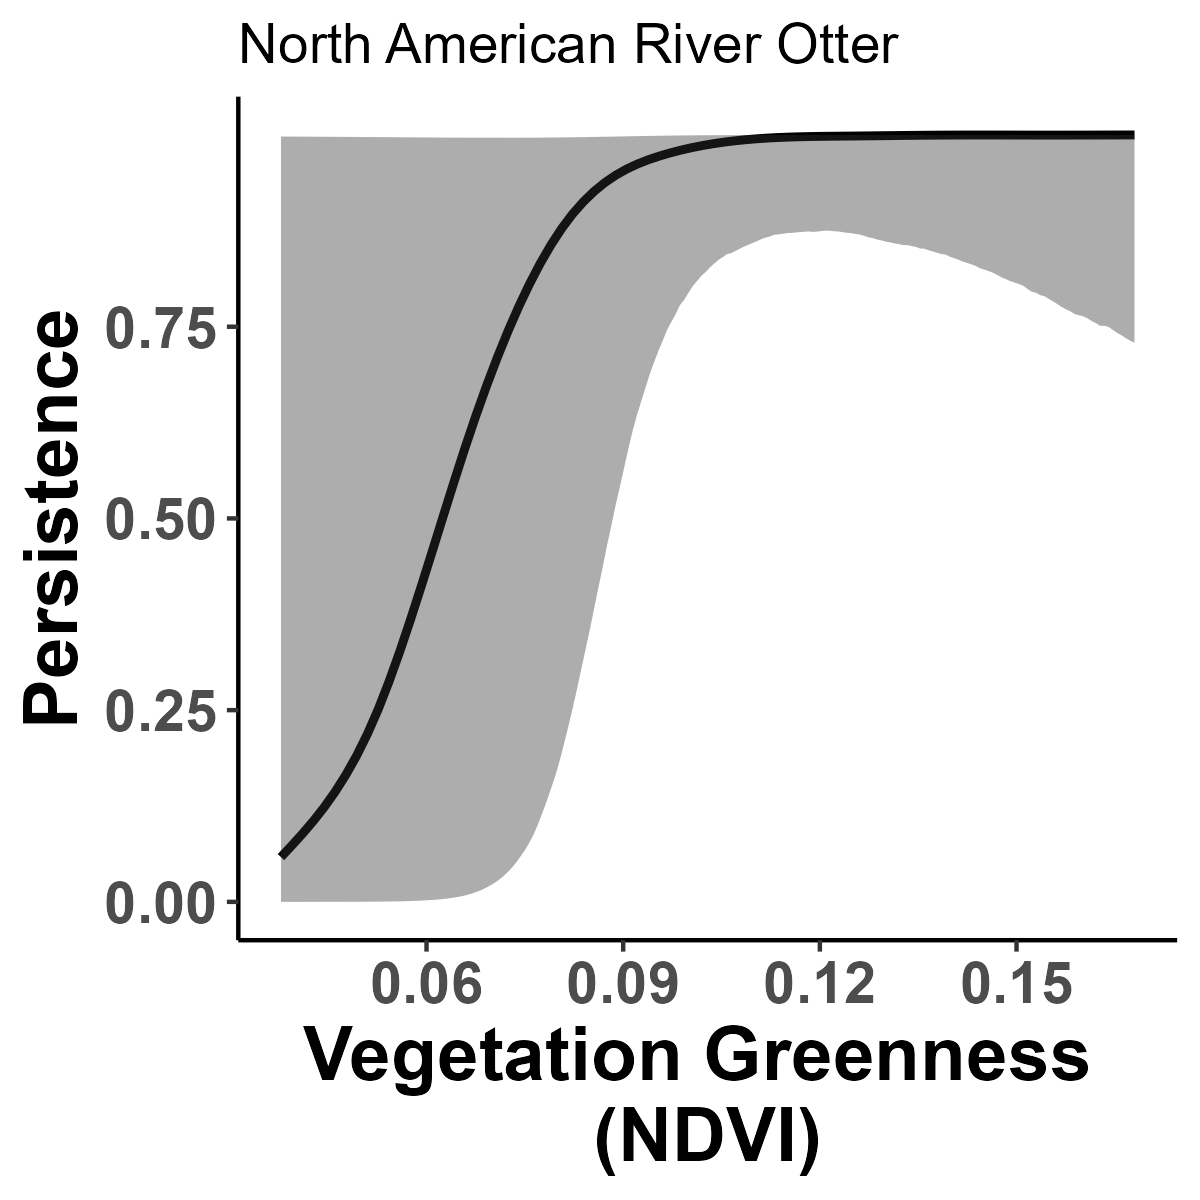 North American River Otter
Persistence
0.75
0.50
0.25
0.00
0.06 0.09 0.12 0.15
Vegetation Greenness
(NDVI)